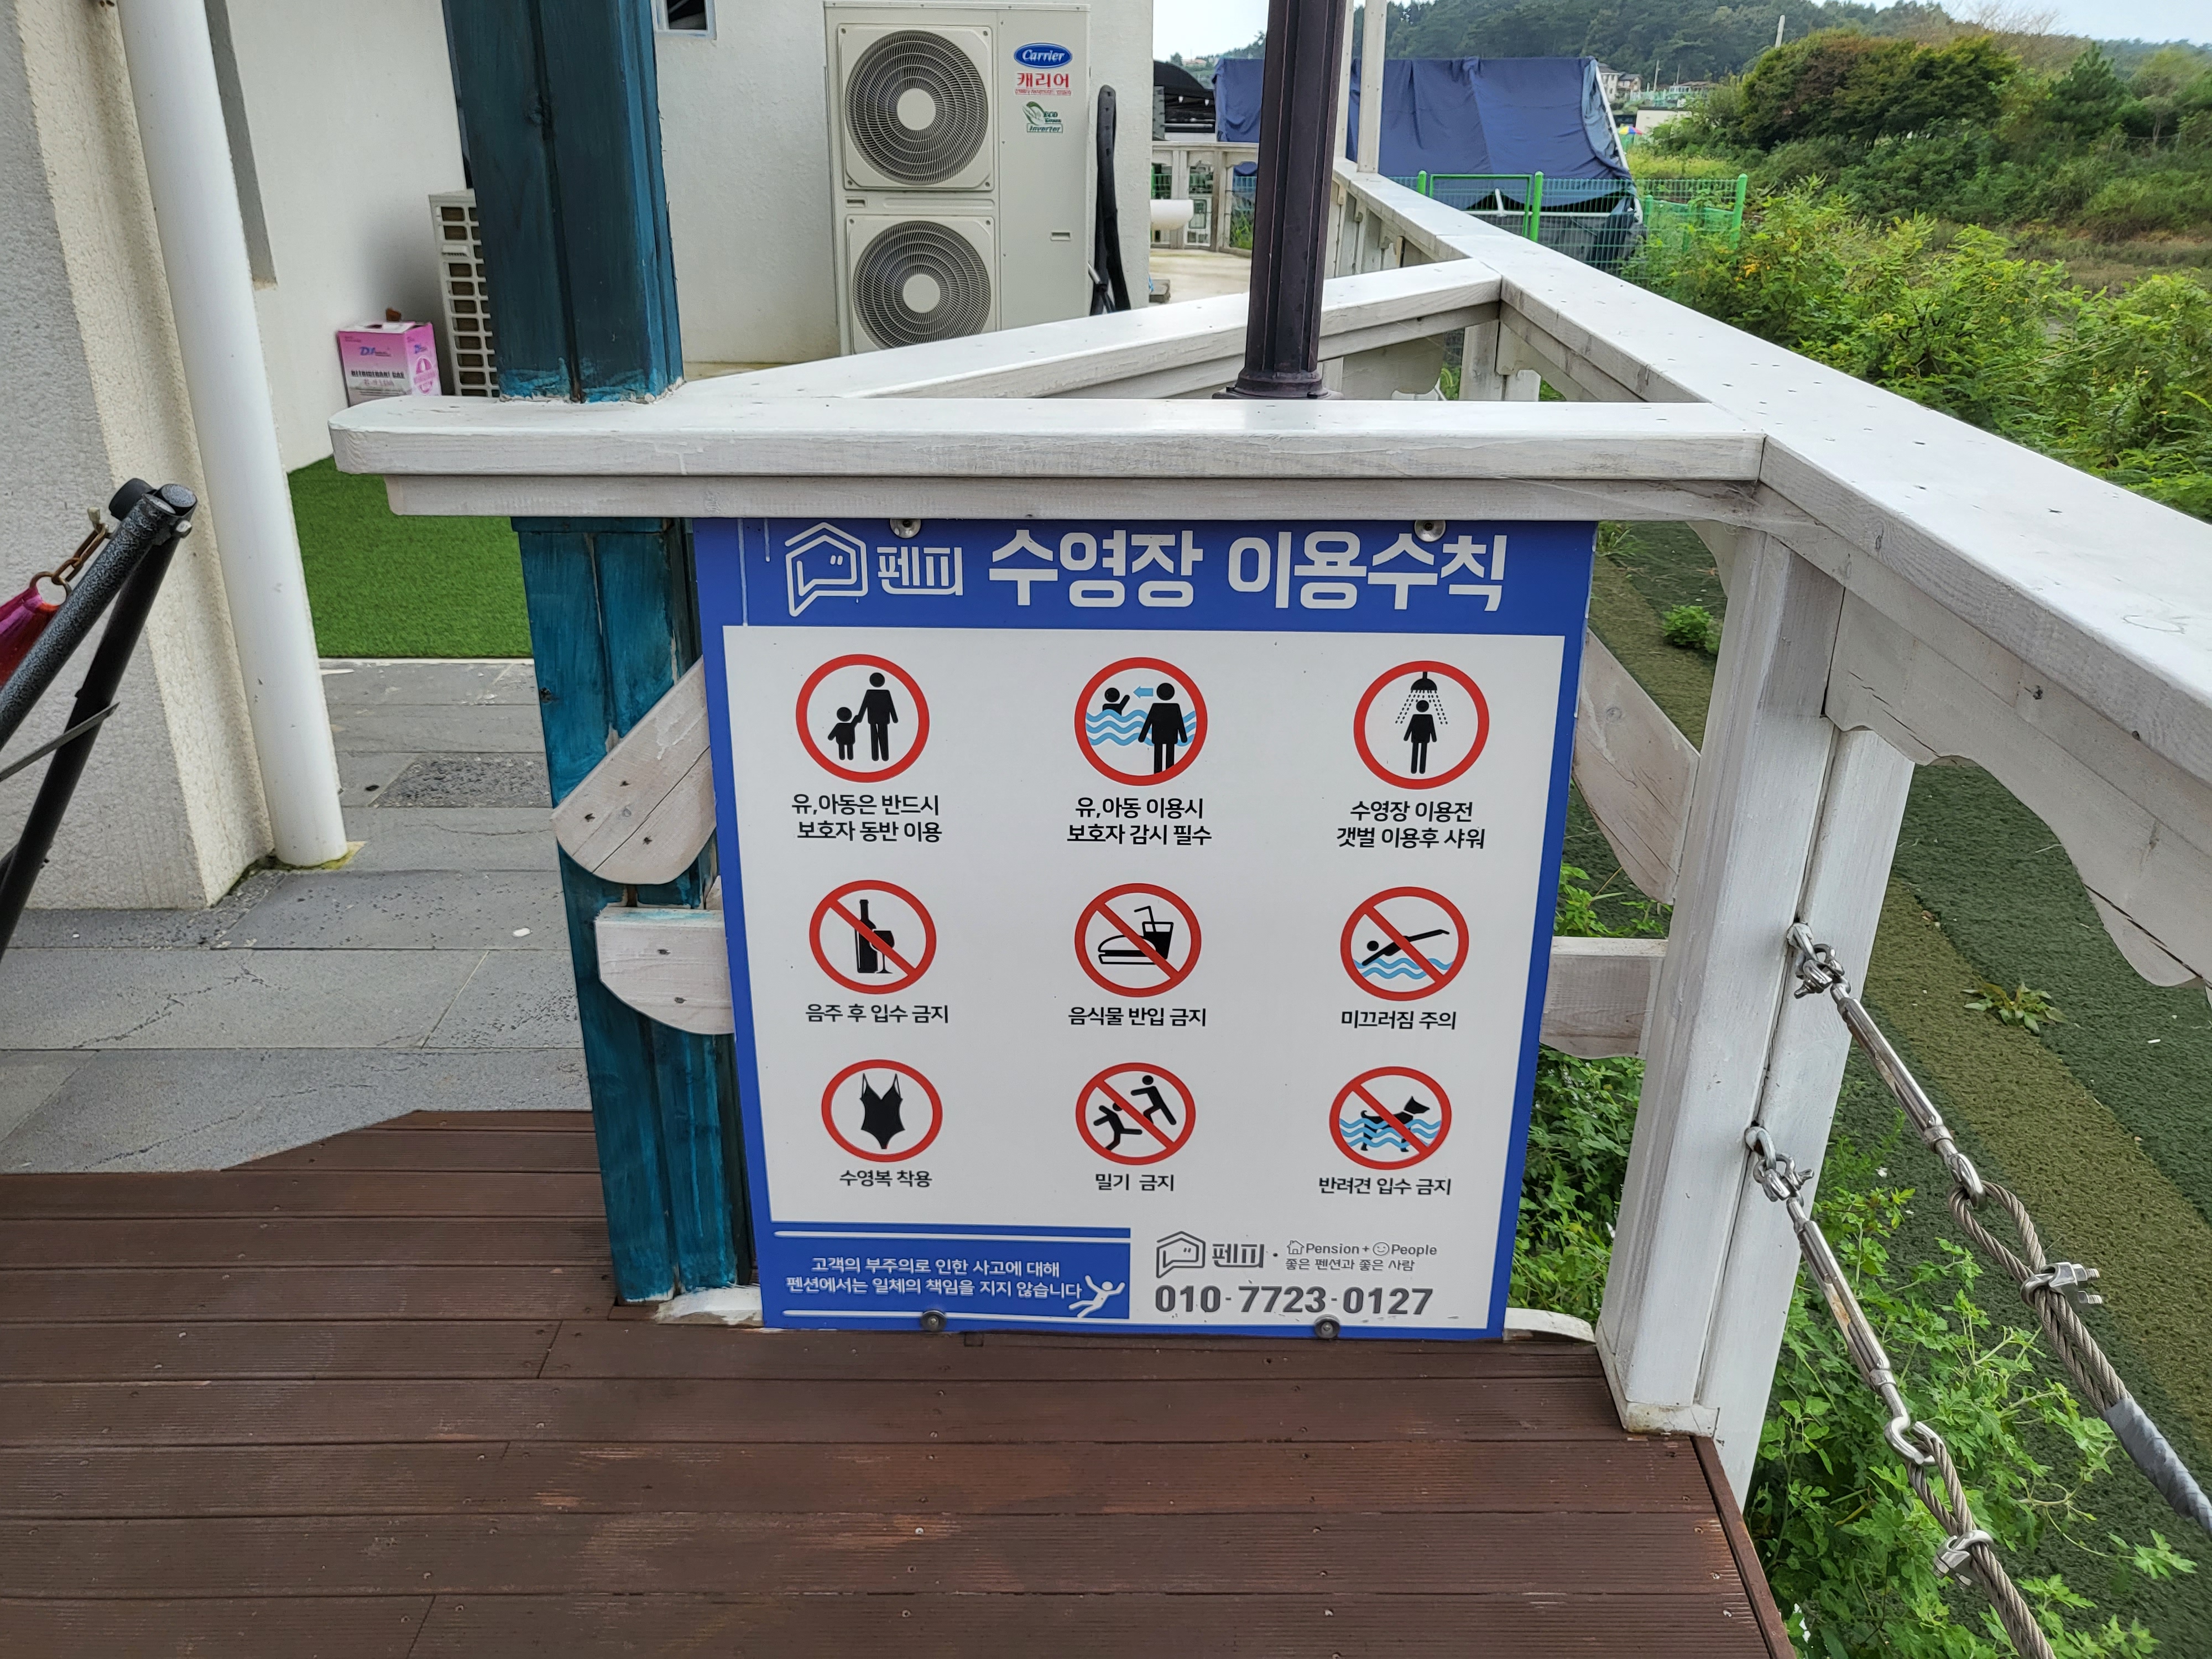 Carrier
캐리어
ECO
Inverter
REFRIGERANT GAS
펜피 수영장 이용수칙
유,아동은 반드시
보호자 동반 이용
유,아동 이용시
보호자 감시 필수
수영장 이용전
갯벌 이용후 샤워
음주 후 입수 금지
음식물 반입 금지
미끄러짐 주의
수영복 착용
밀기 금지
반려견 입수 금지
고객의 부주의로 인한 사고에 대해
펜션에서는 일체의 책임을 지지 않습니다
펜피· Pension+ People
좋은 펜션과 좋은 사람
010-7723-0127